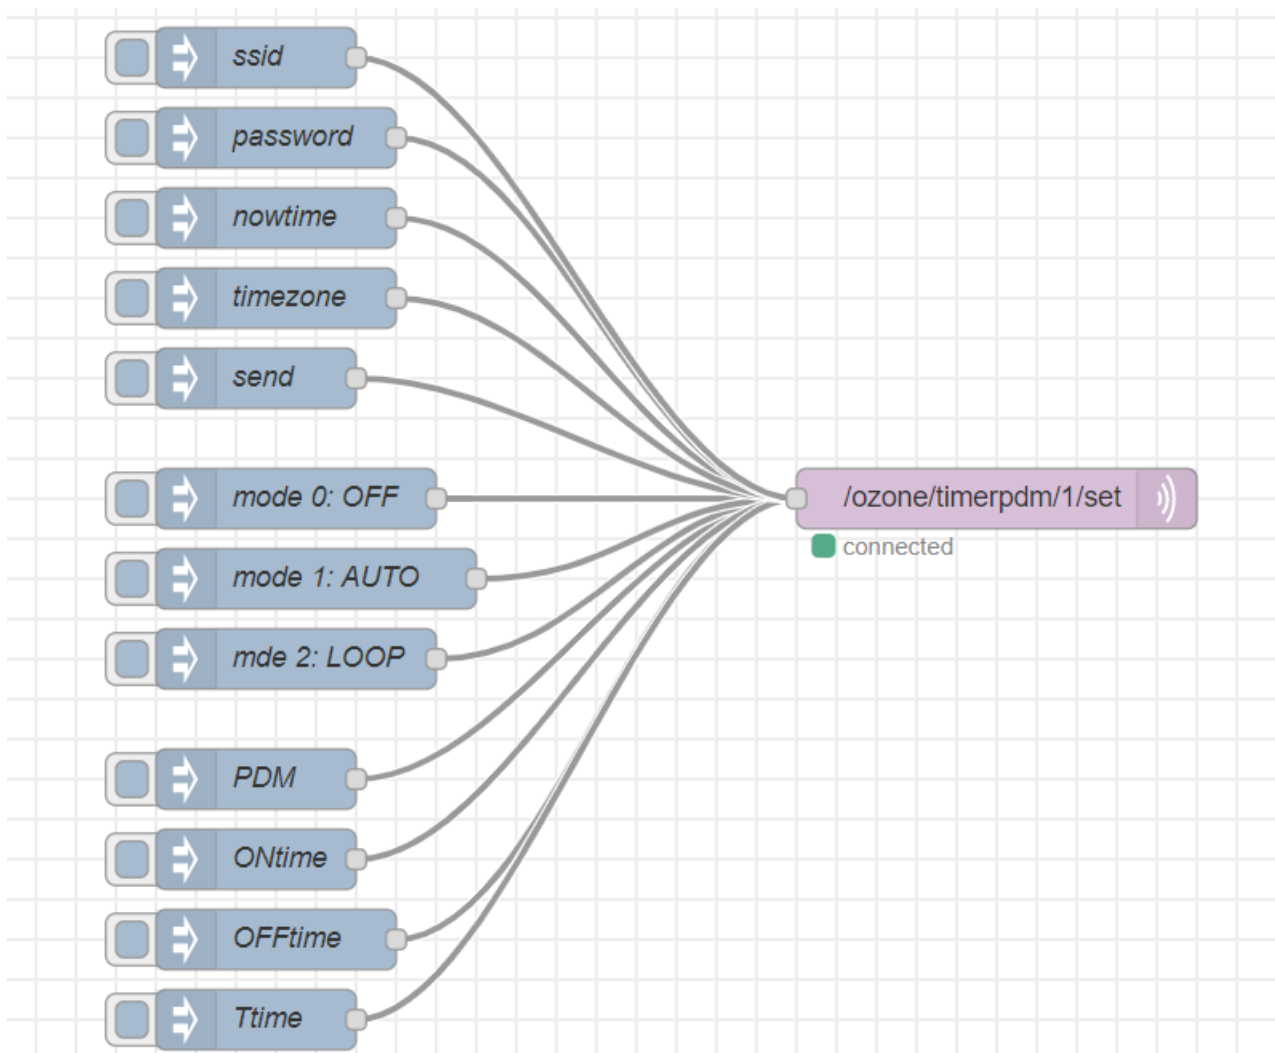 ssid
password
nowtime
timezone
send
mode 0: OFF
/ozone/timerpdm/1/set
connected
mode 1: AUTO
mde 2: LOOP
PDM
ONtime
OFFtime
Ttime